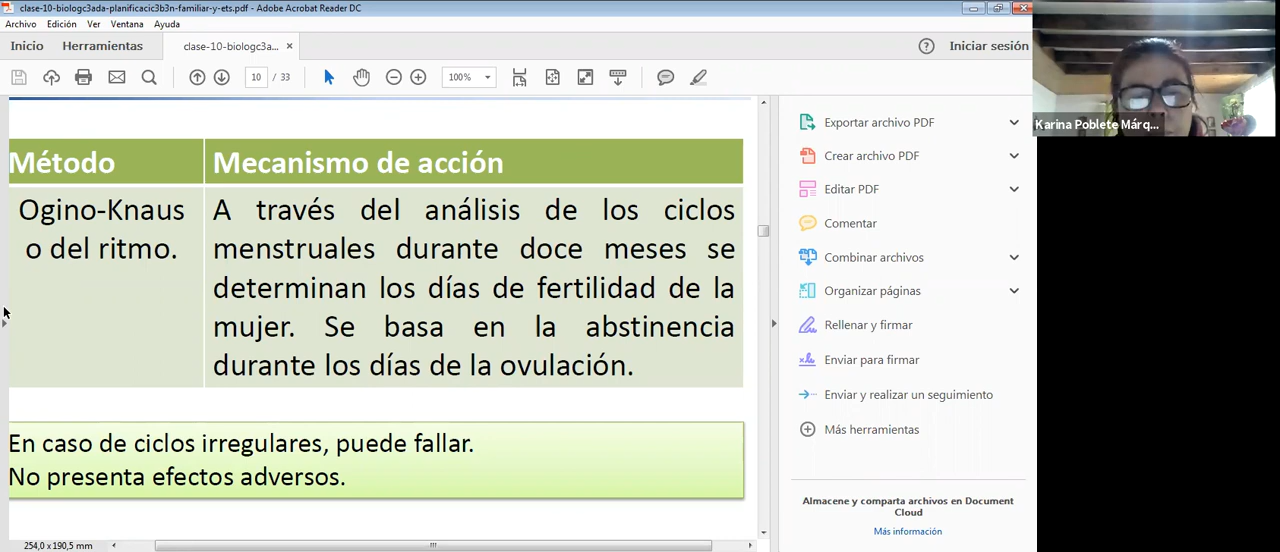 clase-10-biologc3ada-planificacic3b3n-familiar-y-ets.pdf - Adobe Acrobat Reader DC
Archivo Edición Ver Ventana Ayuda
Inicio Herramientas clase-10-biologc3a... × Iniciar sesión
10 / 33 100%
Método Mecanismo de acción
Ogino-Knaus
o del ritmo.
A través del análisis de los ciclos
menstruales durante doce meses se
determinan los días de fertilidad de la
mujer. Se basa en la abstinencia
durante los días de la ovulación.
En caso de ciclos irregulares, puede fallar.
No presenta efectos adversos.
254,0 x 190,5 mm
Exportar archivo PDF
Crear archivo PDF
Editar PDF
Comentar
Combinar archivos
Organizar páginas
Rellenar y firmar
Enviar para firmar
Enviar y realizar un seguimiento
Más herramientas
Almacene y comparta archivos en Document
Cloud
Más información
Karina Poblete Márq...